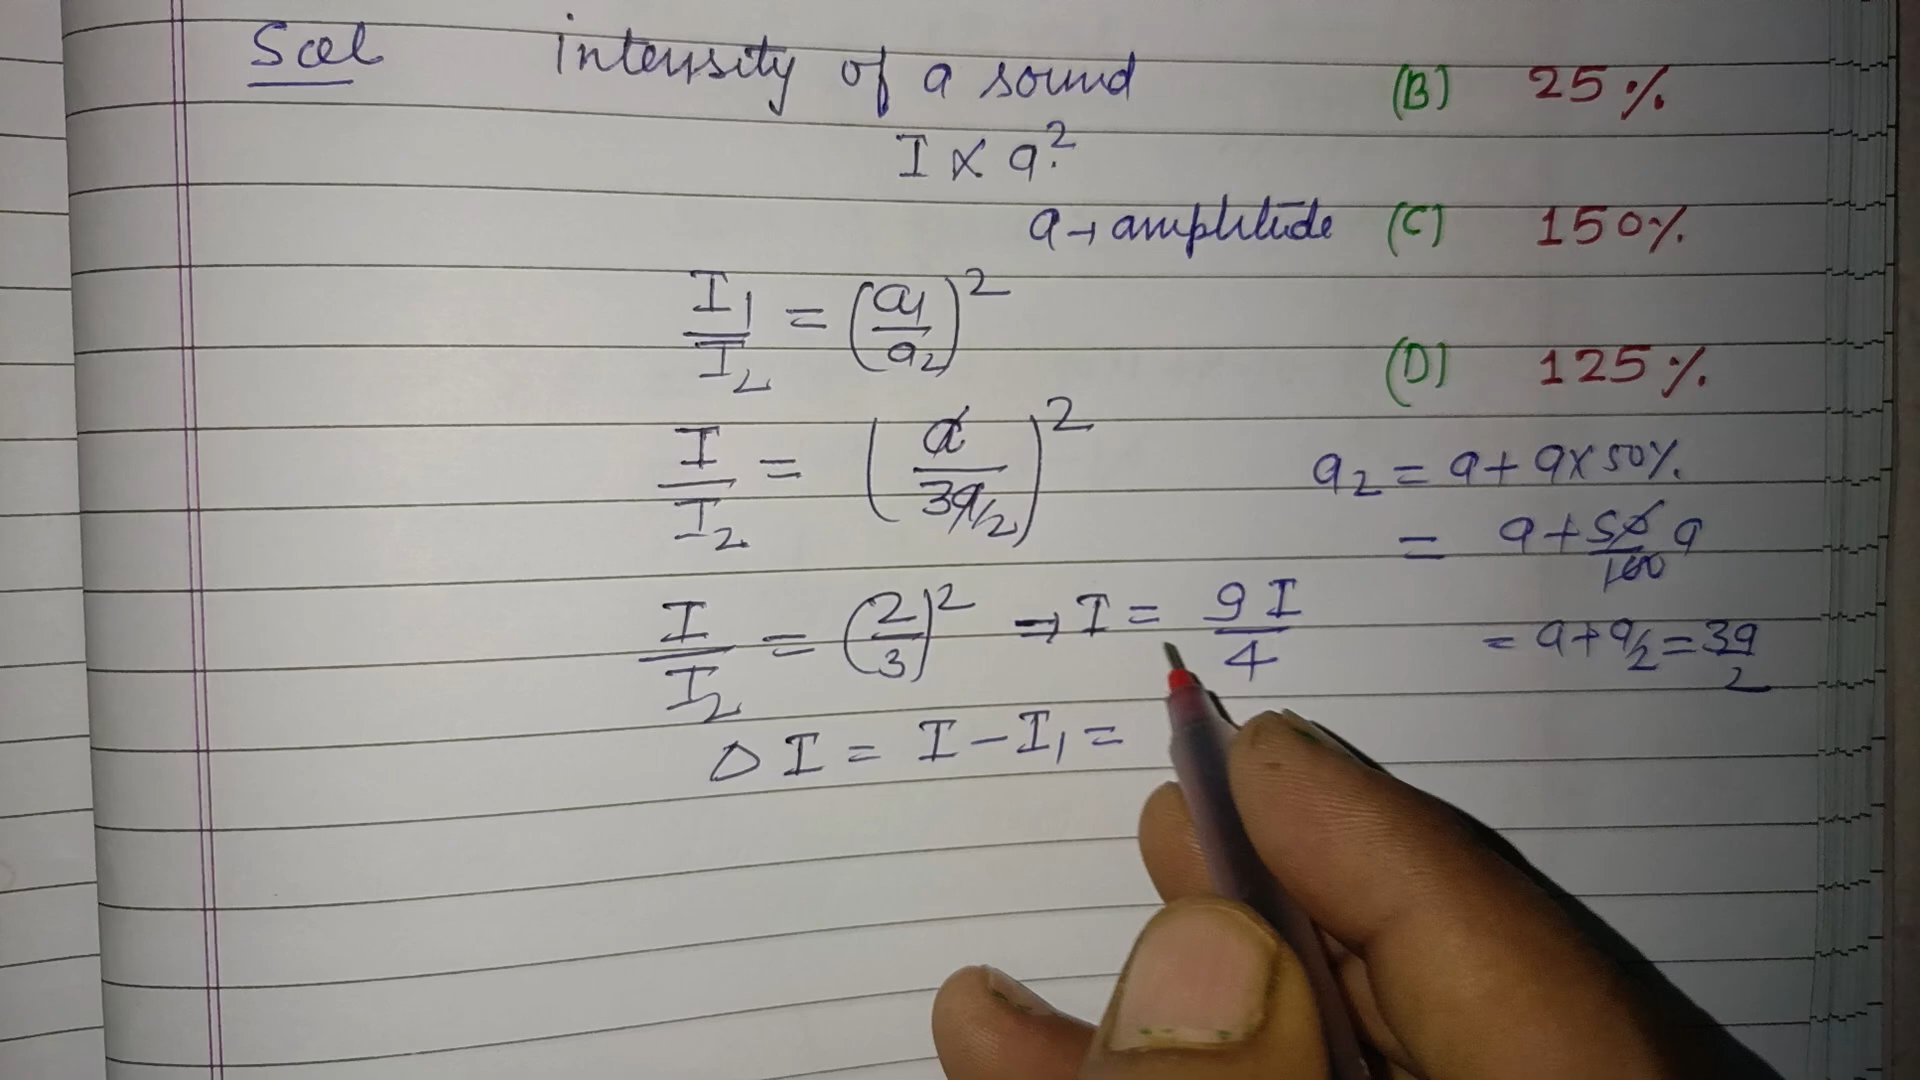 Sol intensity of a sound
(B) 25%
I ∝ a².
a → amplitude
(C) 150%
I₁/I₂ = (a₁/a₂)²
(D) 125%
I/I₂ = (a/3a/2)²
a₂ = a + a×50%
= a + 50/100 a
I/I₂ = (2/3)² → I = 9I/4
= a + a/2 = 3a/2
△I = I - I₁ =